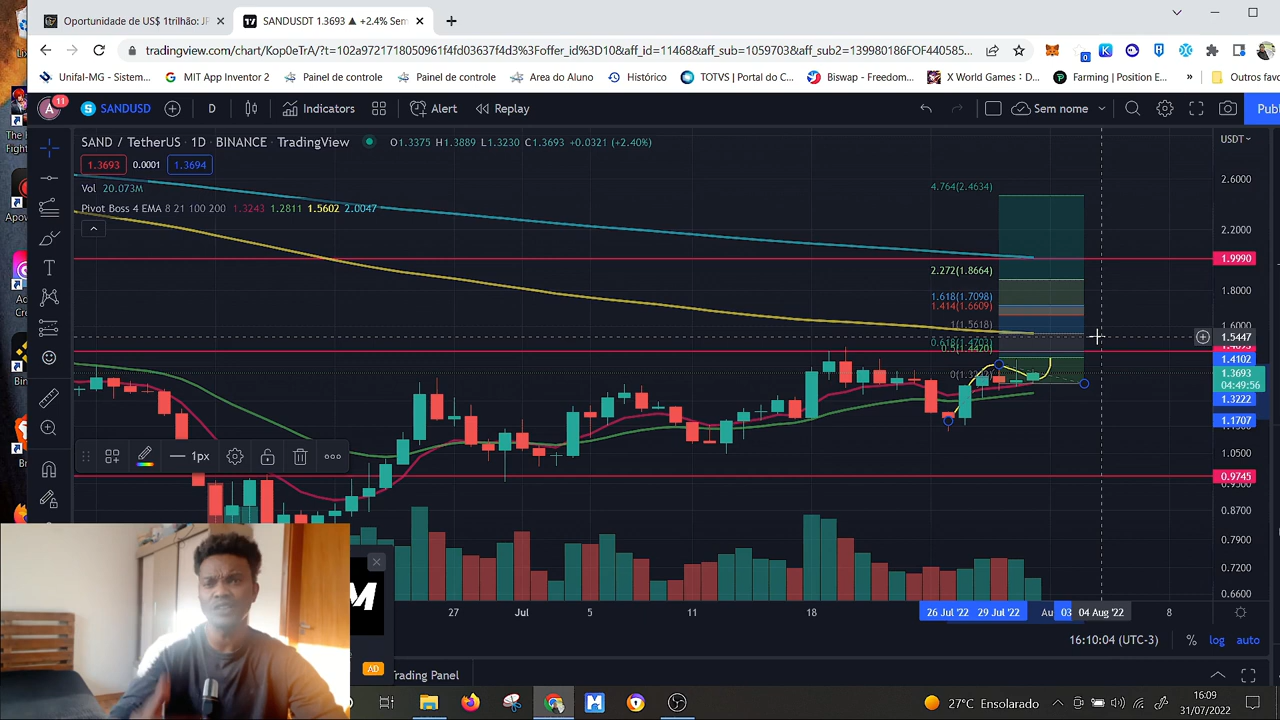 Oportunidade de US$ 1trilhão: JF
SANDUSDT 1.3693 ▲ +2.4% Sem
tradingview.com/chart/Kop0eTrA/?t=102a9721718050961f4fd03637f4d3%3Foffer_id%3D10&aff_id=11468&aff_sub=1059703&aff_sub2=139980186FOF440585...
Unifal-MG - Sistem...
MIT App Inventor 2
Painel de controle
Painel de controle
Area do Aluno
Histórico
TOTVS | Portal do C...
Biswap - Freedom...
X World Games : D...
Farming | Position E...
»
Outros favo
A 11
SANDUSD
D
Indicators
Alert
Replay
Sem nome
Publ
SAND / TetherUS · 1D · BINANCE · TradingView
O1.3375 H1.3889 L1.3230 C1.3693 +0.0321 (+2.40%)
USDT
1.3693
0.0001
1.3694
Vol 20.073M
Pivot Boss 4 EMA 8 21 100 200 1.3243 1.2811 1.5602 2.0047
4.764(2.4634)
2.272(1.8664)
1.618(1.7098)
1.414(1.6609)
1(1.5618)
0.5(1.4420)
2.6000
2.2000
1.9990
1.8000
1.6000
1.5447
1.4102
1.3693
04:49:56
1.3222
1.1707
1.0500
0.9745
0.8700
0.7900
0.7200
0.6600
1px
AD
27
Jul
5
11
18
26 Jul '22
29 Jul '22
Au
03
04 Aug '22
8
16:10:04 (UTC-3)
%
log
auto
Trading Panel
27°C Ensolarado
16:09
31/07/2022